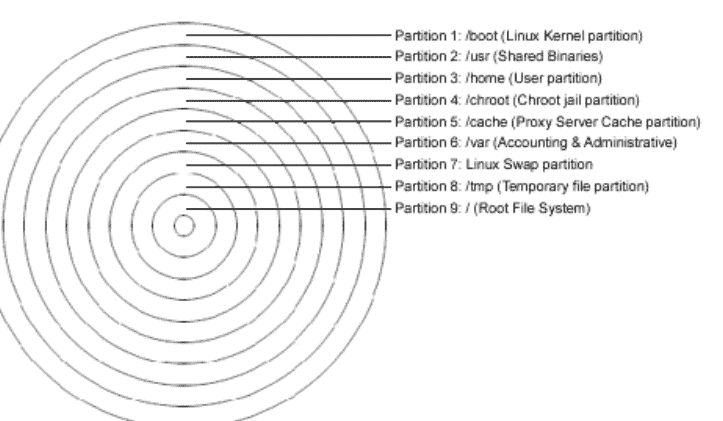 Partition 1: /boot (Linux Kernel partition)
Partition 2: /usr (Shared Binaries)
Partition 3: /home (User partition)
Partition 4: /chroot (Chroot jail partition)
Partition 5: /cache (Proxy Server Cache partition)
Partition 6: /var (Accounting & Administrative)
Partition 7: Linux Swap partition
Partition 8: /tmp (Temporary file partition)
Partition 9: / (Root File System)